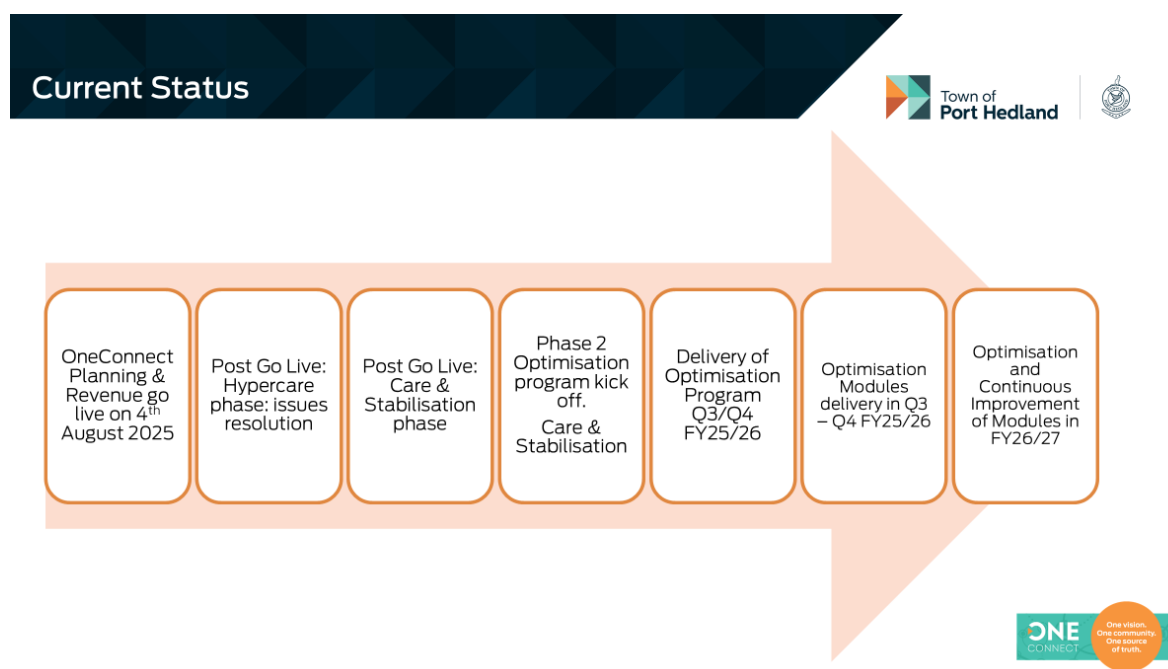 Current Status
Town of
Port Hedland
OneConnect
Planning &
Revenue go
live on 4th
August 2025
Post Go Live:
Hypercare
phase: issues
resolution
Post Go Live:
Care &
Stabilisation
phase
Phase 2
Optimisation
program kick
off.
Care &
Stabilisation
Delivery of
Optimisation
Program
Q3/Q4
FY25/26
Optimisation
Modules
delivery in Q3
– Q4 FY25/26
Optimisation
and
Continuous
Improvement
of Modules in
FY26/27
ONE
CONNECT
One vision.
One community.
One source
of truth.